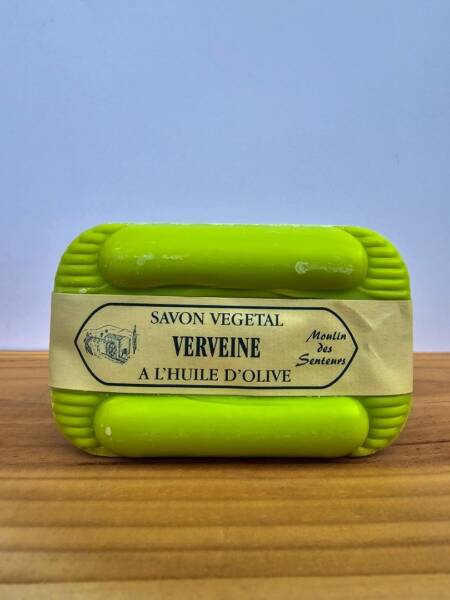 SAVON VEGETAL
VERVEINE
A L'HUILE D'OLIVE
Moulin
des
Senteurs